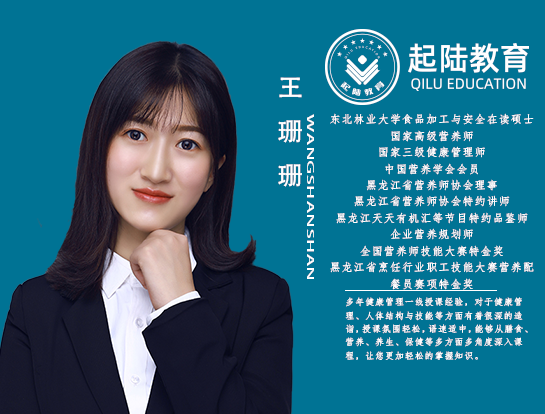 起陆教育
QILU EDUCATION
QILU EDUCATION
起陆教育
王珊珊
WANGSHANSHAN
东北林业大学食品加工与安全在读硕士
国家高级营养师
国家三级健康管理师
中国营养学会会员
黑龙江省营养师协会理事
黑龙江省营养师协会特约讲师
黑龙江天天有机汇等节目特约品鉴师
企业营养规划师
全国营养师技能大赛特金奖
黑龙江省烹饪行业职工技能大赛营养配
餐员赛项特金奖
多年健康管理一线授课经验，对于健康管
理、人体结构与技能等方面有着很深的造
诣，授课氛围轻松，语速适中，能够从膳食、
营养、养生、保健等多方面多角度深入课
程，让您更加轻松的掌握知识。